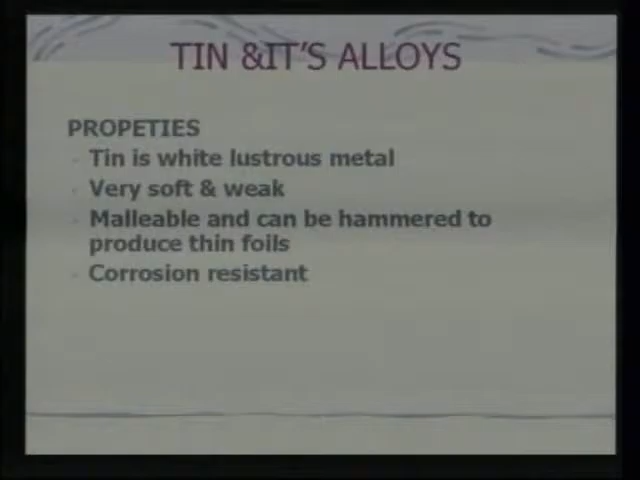 TIN &IT'S ALLOYS
PROPETIES
Tin is white lustrous metal
Very soft & weak
Malleable and can be hammered to
produce thin foils
Corrosion resistant